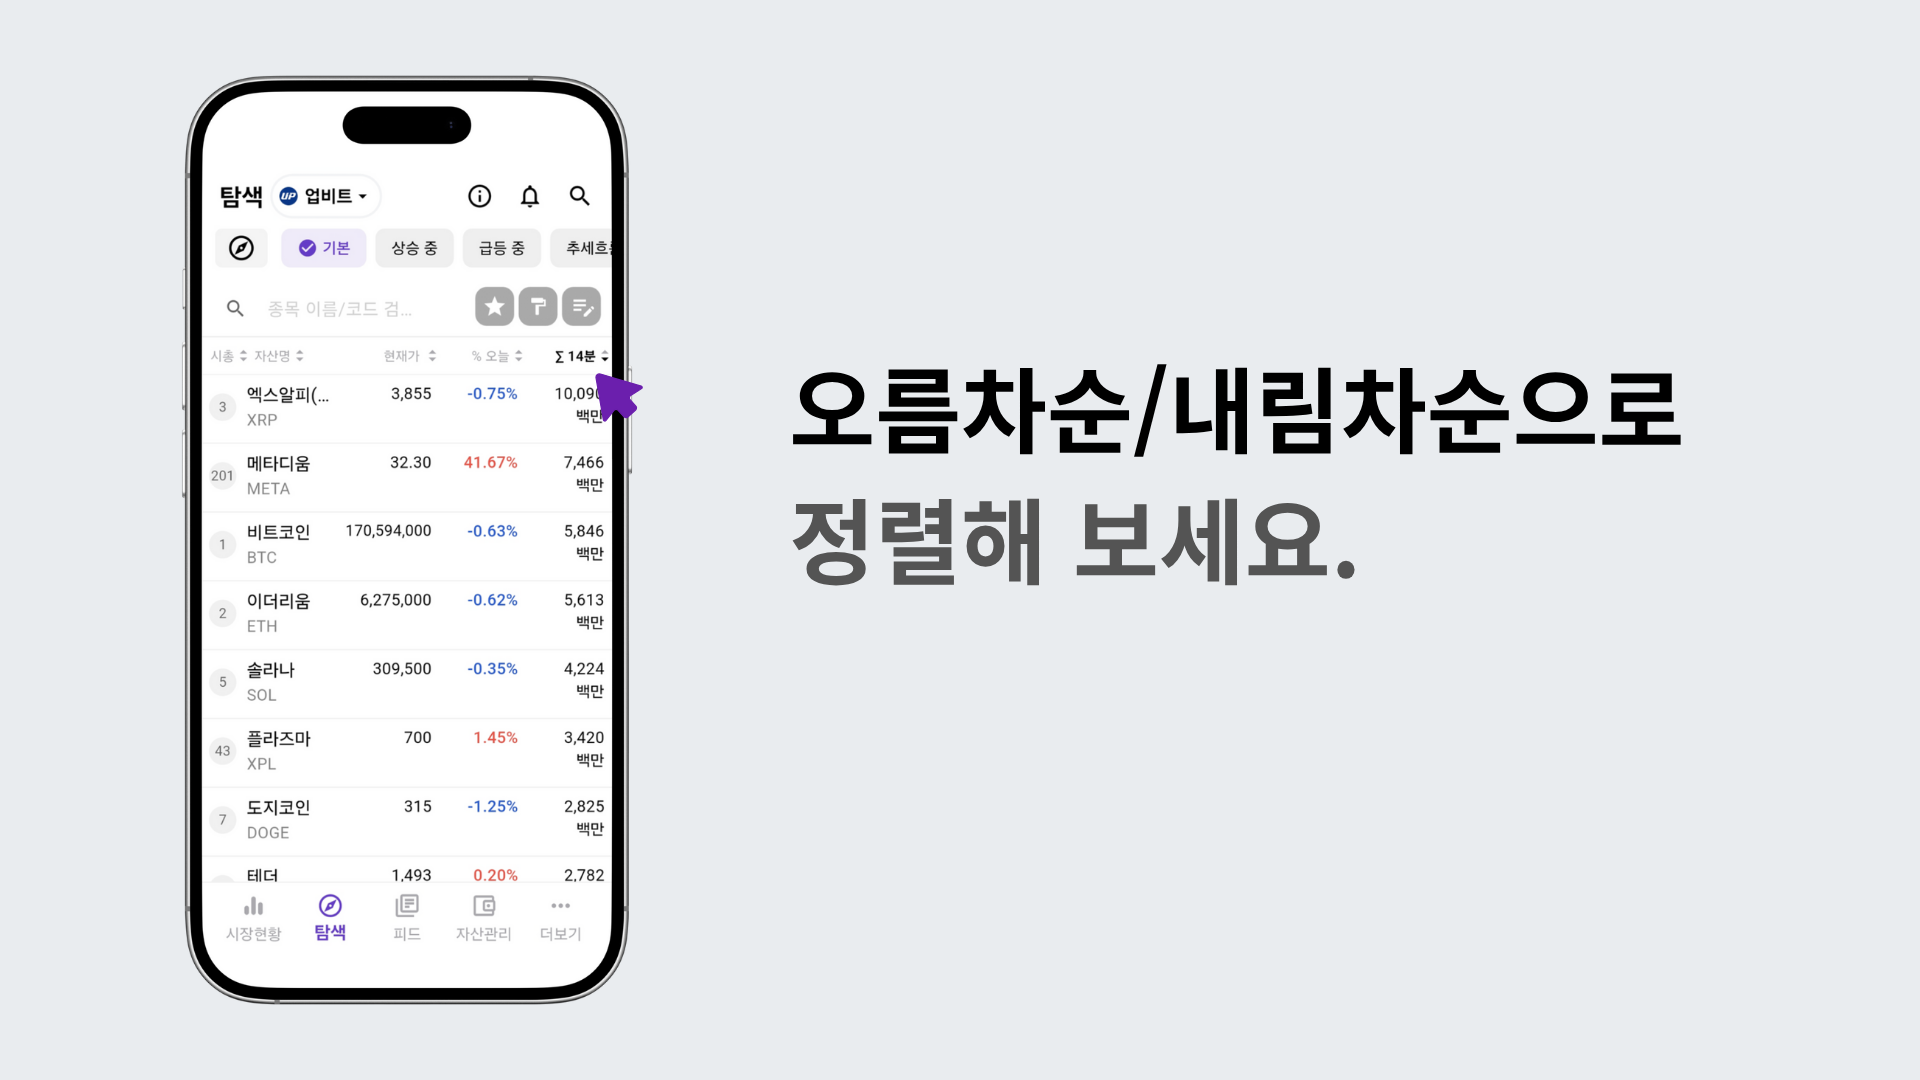 탐색 UP 업비트
기본 상승 중 급등 중 추세흐
종목 이름/코드 검...
시총 자산명 현재가 % 오늘 ∑ 14분
3 엑스알피(... 3,855 -0.75% 10,090
XRP 백만
201 메타디움 32.30 41.67% 7,466
META 백만
1 비트코인 170,594,000 -0.63% 5,846
BTC 백만
2 이더리움 6,275,000 -0.62% 5,613
ETH 백만
5 솔라나 309,500 -0.35% 4,224
SOL 백만
43 플라즈마 700 1.45% 3,420
XPL 백만
7 도지코인 315 -1.25% 2,825
DOGE 백만
테더 1,493 0.20% 2,782
시장현황 탐색 피드 자산관리 더보기
오름차순/내림차순으로
정렬해 보세요.